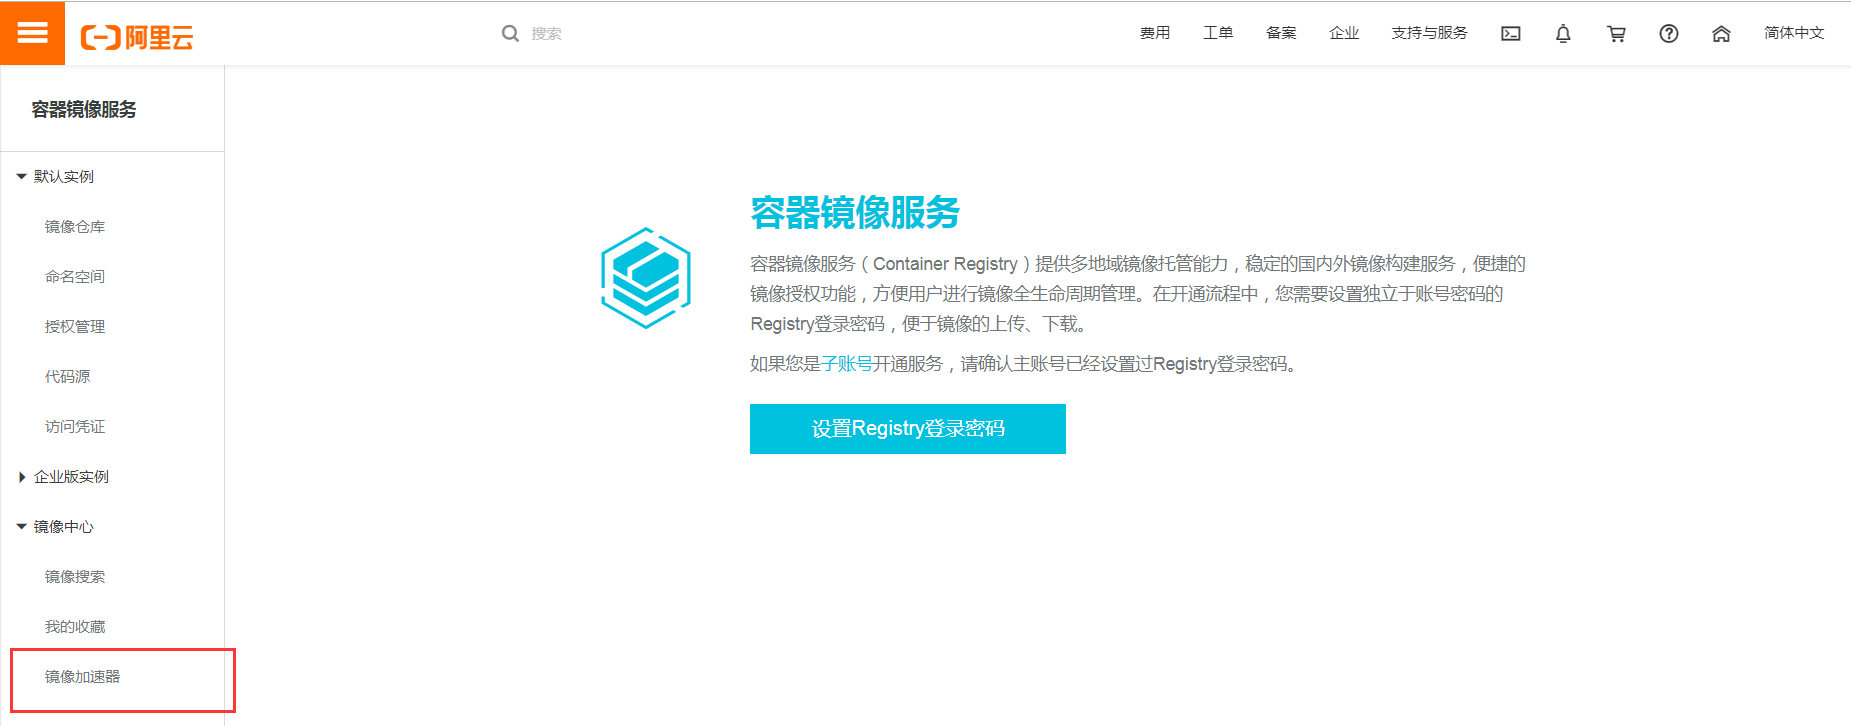 阿里云
搜索
费用 工单 备案 企业 支持与服务 简体中文
容器镜像服务
默认实例
镜像仓库
命名空间
授权管理
代码源
访问凭证
企业版实例
镜像中心
镜像搜索
我的收藏
镜像加速器
容器镜像服务
容器镜像服务（Container Registry）提供多地域镜像托管能力，稳定的国内外镜像构建服务，便捷的
镜像授权功能，方便用户进行镜像全生命周期管理。在开通流程中，您需要设置独立于账号密码的
Registry登录密码，便于镜像的上传、下载。
如果您是子账号开通服务，请确认主账号已经设置过Registry登录密码。
设置Registry登录密码